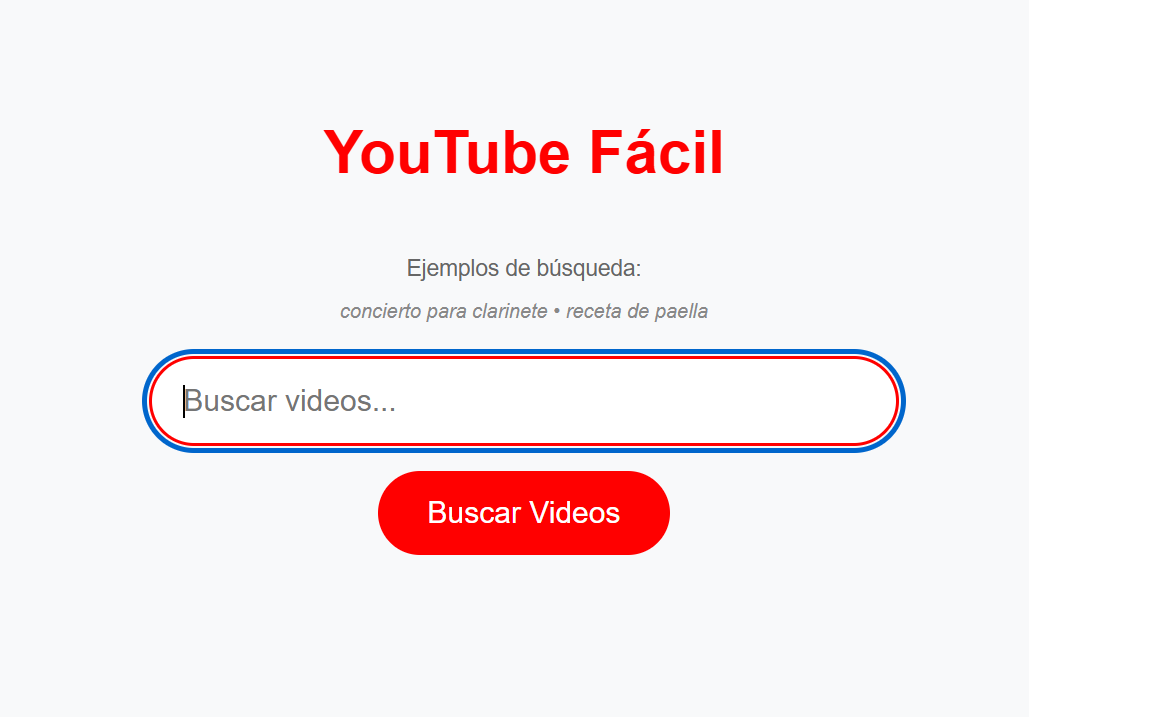 YouTube Fácil
Ejemplos de búsqueda:
concierto para clarinete • receta de paella
Buscar videos...
Buscar Videos